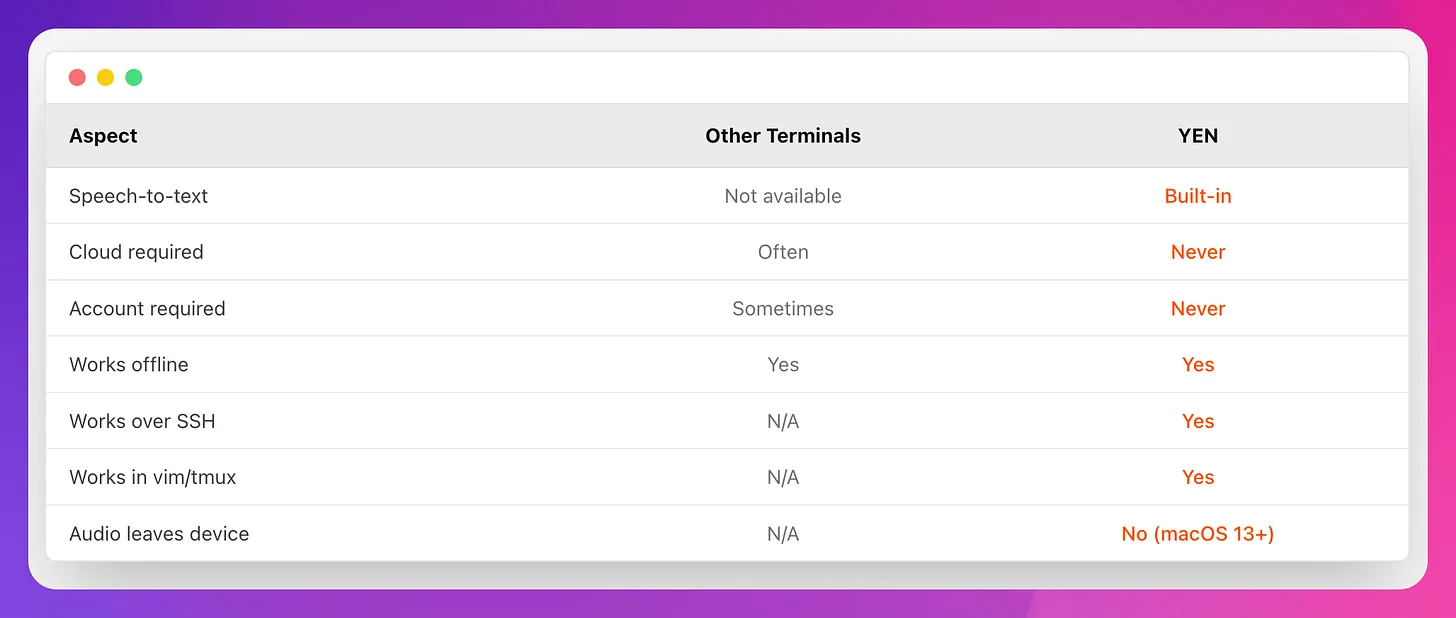 Aspect Other Terminals YEN
Speech-to-text Not available Built-in
Cloud required Often Never
Account required Sometimes Never
Works offline Yes Yes
Works over SSH N/A Yes
Works in vim/tmux N/A Yes
Audio leaves device N/A No (macOS 13+)